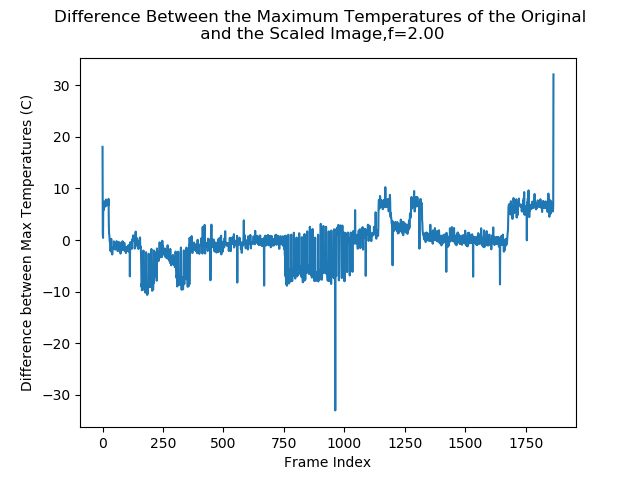 Difference Between the Maximum Temperatures of the Original
and the Scaled Image,f=2.00
30
20
10
0
−10
−20
−30
Difference between Max Temperatures (C)
0 250 500 750 1000 1250 1500 1750
Frame Index